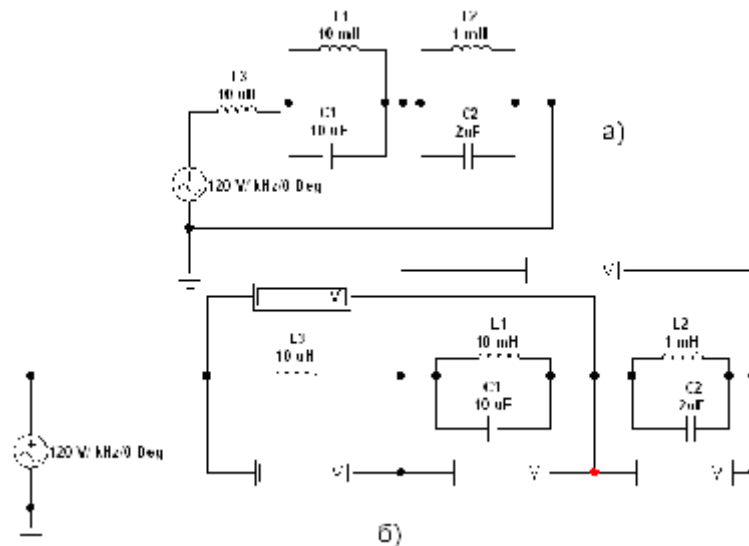 L1
10 mH
L2
1 mH
L3
10 uH
C1
10 uF
C2
2uF
а)
120 V/ kHz/0 Deg
V
V
L3
10 uH
L1
10 mH
C1
10 uF
L2
1 mH
C2
2uF
120 V/ kHz/0 Deg
V
V
V
б)